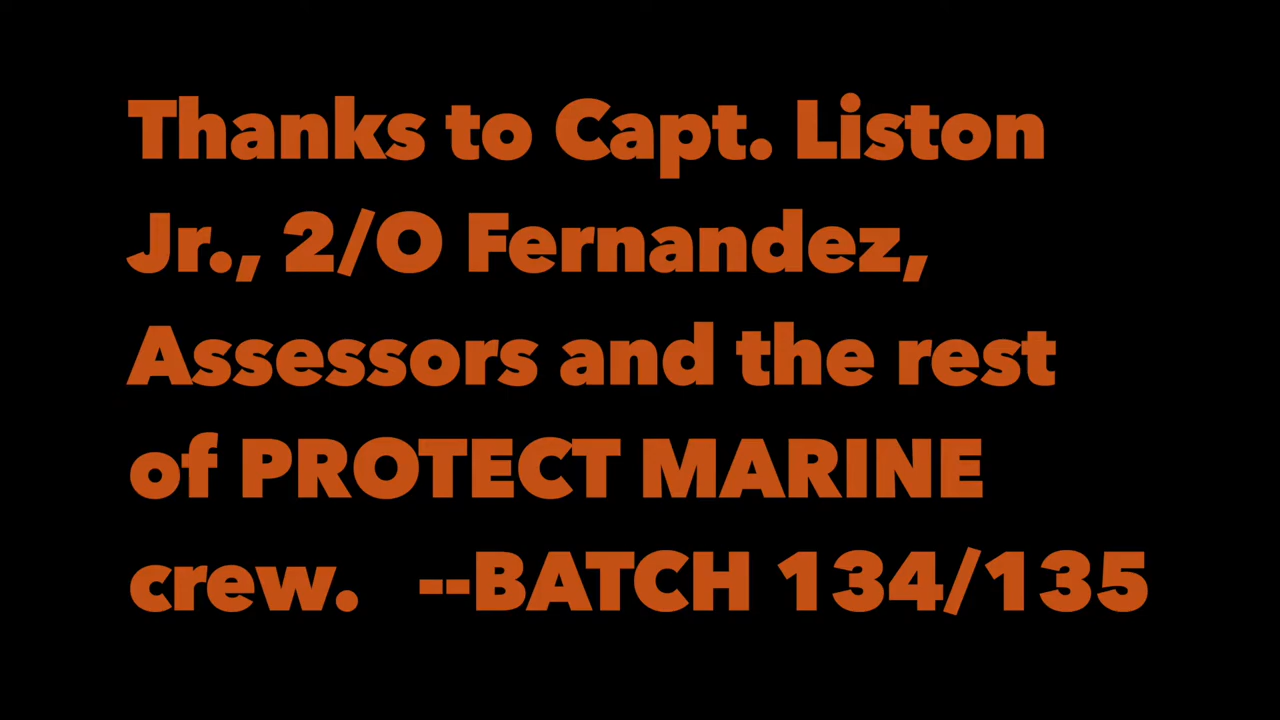 Thanks to Capt. Liston
Jr., 2/O Fernandez,
Assessors and the rest
of PROTECT MARINE
crew.   --BATCH 134/135